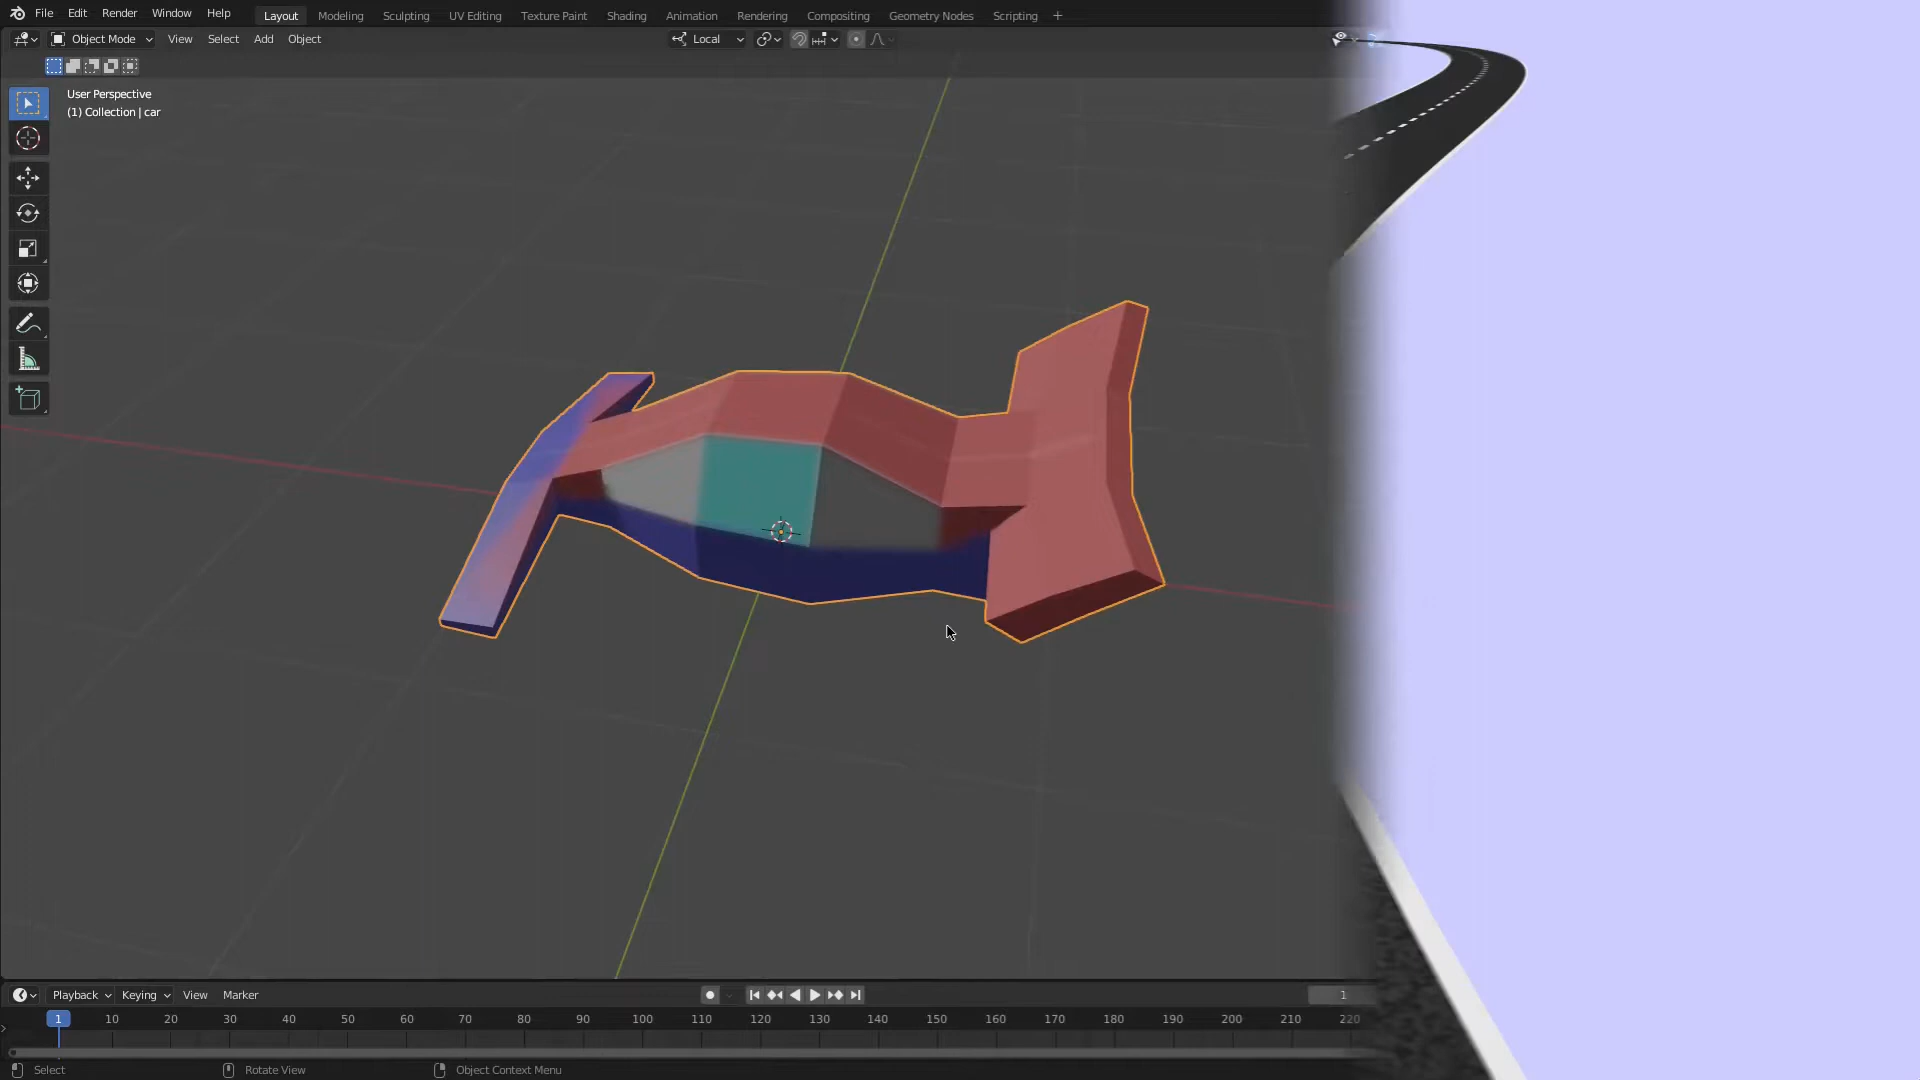 File Edit Render Window Help Layout Modeling Sculpting UV Editing Texture Paint Shading Animation Rendering Compositing Geometry Nodes Scripting +
Object Mode View Select Add Object Local
User Perspective
(1) Collection | car
Playback Keying View Marker 1
1 10 20 30 40 50 60 70 80 90 100 110 120 130 140 150 160 170 180 190 200 210 220
Select Rotate View Object Context Menu